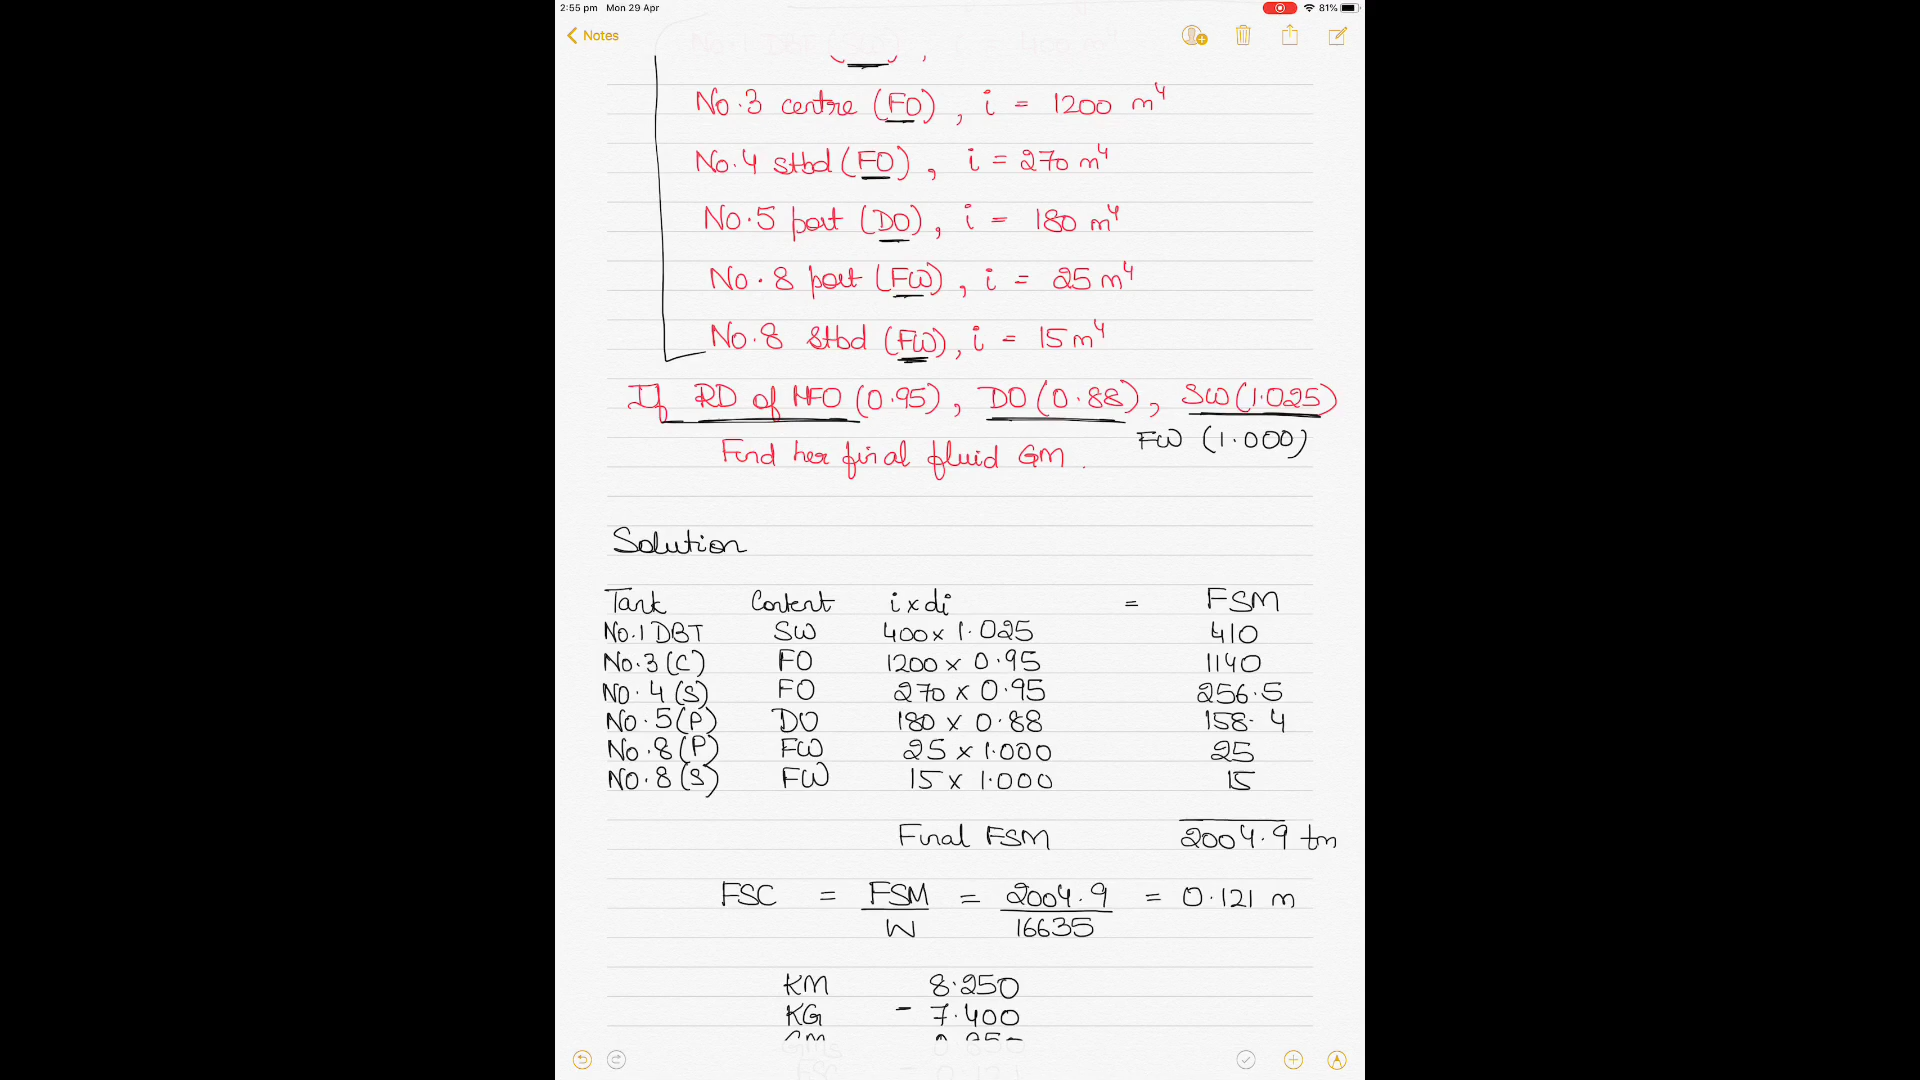 2:55 pm Mon 29 Apr 81%
Notes
No.3 centre (FO), i = 1200 m⁴
No.4 stbd (FO), i = 270 m⁴
No.5 port (DO), i = 180 m⁴
No.8 port (FW), i = 25 m⁴
No.8 Stbd (FW), i = 15 m⁴
If RD of HFO (0.95), DO (0.88), SW (1.025)
FW (1.000)
Find her final fluid GM.
Solution
Tank Content i x di = FSM
No.1 DBT SW 400 x 1.025 410
No.3 (C) FO 1200 x 0.95 1140
No.4 (S) FO 270 x 0.95 256.5
No.5 (P) DO 180 x 0.88 158.4
No.8 (P) FW 25 x 1.000 25
No.8 (S) FW 15 x 1.000 15
Final FSM 2004.9 tm
FSC = FSM / W = 2004.9 / 16635 = 0.121 m
KM 8.250
KG - 7.400